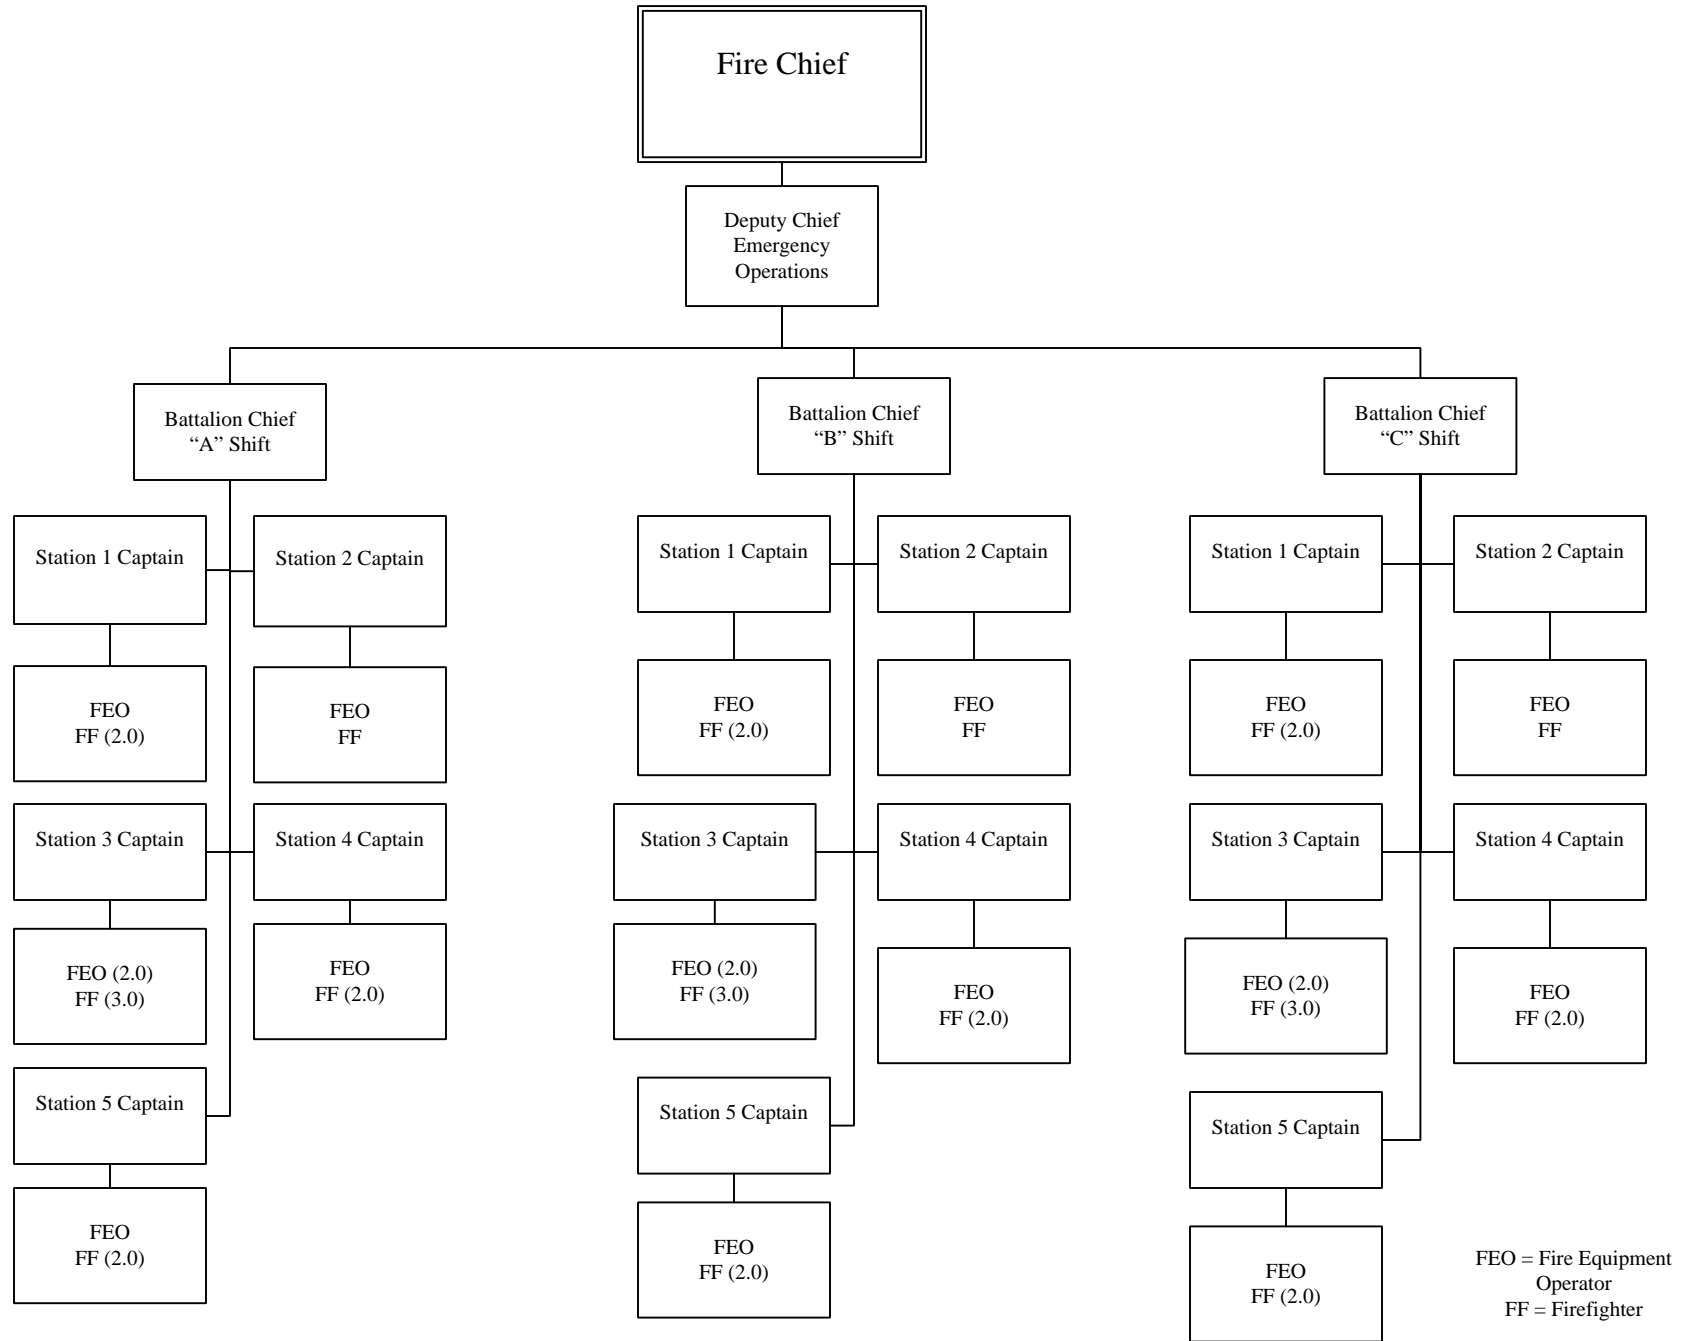 Fire Chief
Deputy Chief
Emergency
Operations
Battalion Chief
“A” Shift
Battalion Chief
“B” Shift
Battalion Chief
“C” Shift
Station 1 Captain
Station 2 Captain
FEO
FF (2.0)
FEO
FF
Station 3 Captain
Station 4 Captain
FEO (2.0)
FF (3.0)
FEO
FF (2.0)
Station 5 Captain
FEO
FF (2.0)
Station 1 Captain
Station 2 Captain
FEO
FF (2.0)
FEO
FF
Station 3 Captain
Station 4 Captain
FEO (2.0)
FF (3.0)
FEO
FF (2.0)
Station 5 Captain
FEO
FF (2.0)
Station 1 Captain
Station 2 Captain
FEO
FF (2.0)
FEO
FF
Station 3 Captain
Station 4 Captain
FEO (2.0)
FF (3.0)
FEO
FF (2.0)
Station 5 Captain
FEO
FF (2.0)
FEO = Fire Equipment
Operator
FF = Firefighter